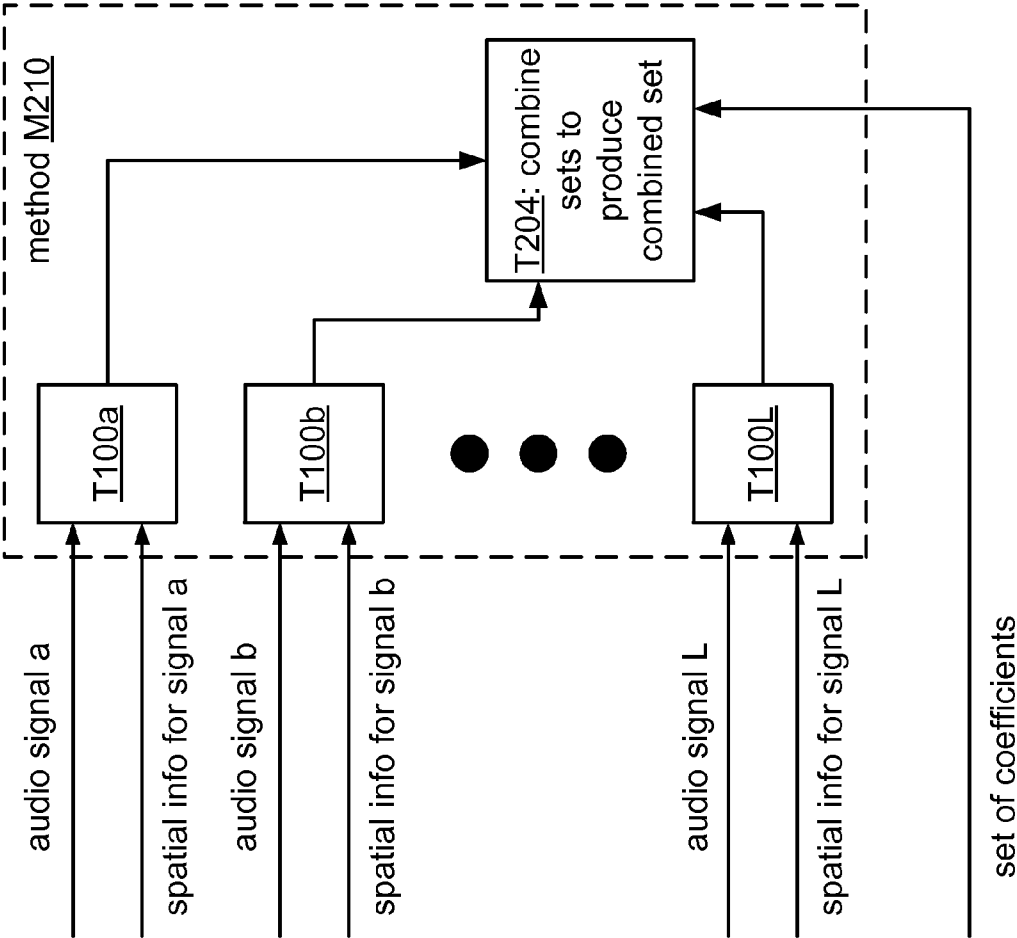 method M210
audio signal a
spatial info for signal a
T100a
audio signal b
spatial info for signal b
T100b
audio signal L
spatial info for signal L
T100L
T204: combine
sets to
produce
combined set
set of coefficients